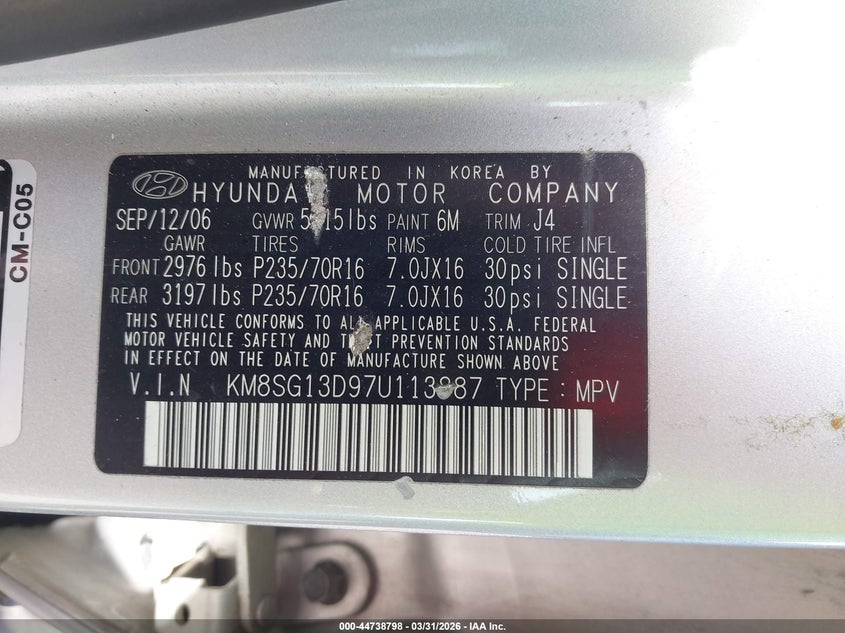 CM-C05
MANUFACTURED IN KOREA BY
HYUNDAI MOTOR COMPANY
SEP/12/06 PAINT 6M TRIM J4
GAWR TIRES RIMS COLD TIRE INFL
FRONT 2976 lbs P235/70R16 7.0JX16 30psi SINGLE
REAR 3197 lbs P235/70R16 7.0JX16 30psi SINGLE
THIS VEHICLE CONFORMS TO ALL APPLICABLE U.S.A. FEDERAL
MOTOR VEHICLE SAFETY AND THEFT PREVENTION STANDARDS
IN EFFECT ON THE DATE OF MANUFACTURE SHOWN ABOVE
V.I.N TYPE : MPV
000-44738798 - 03/31/2026 - IAA Inc.